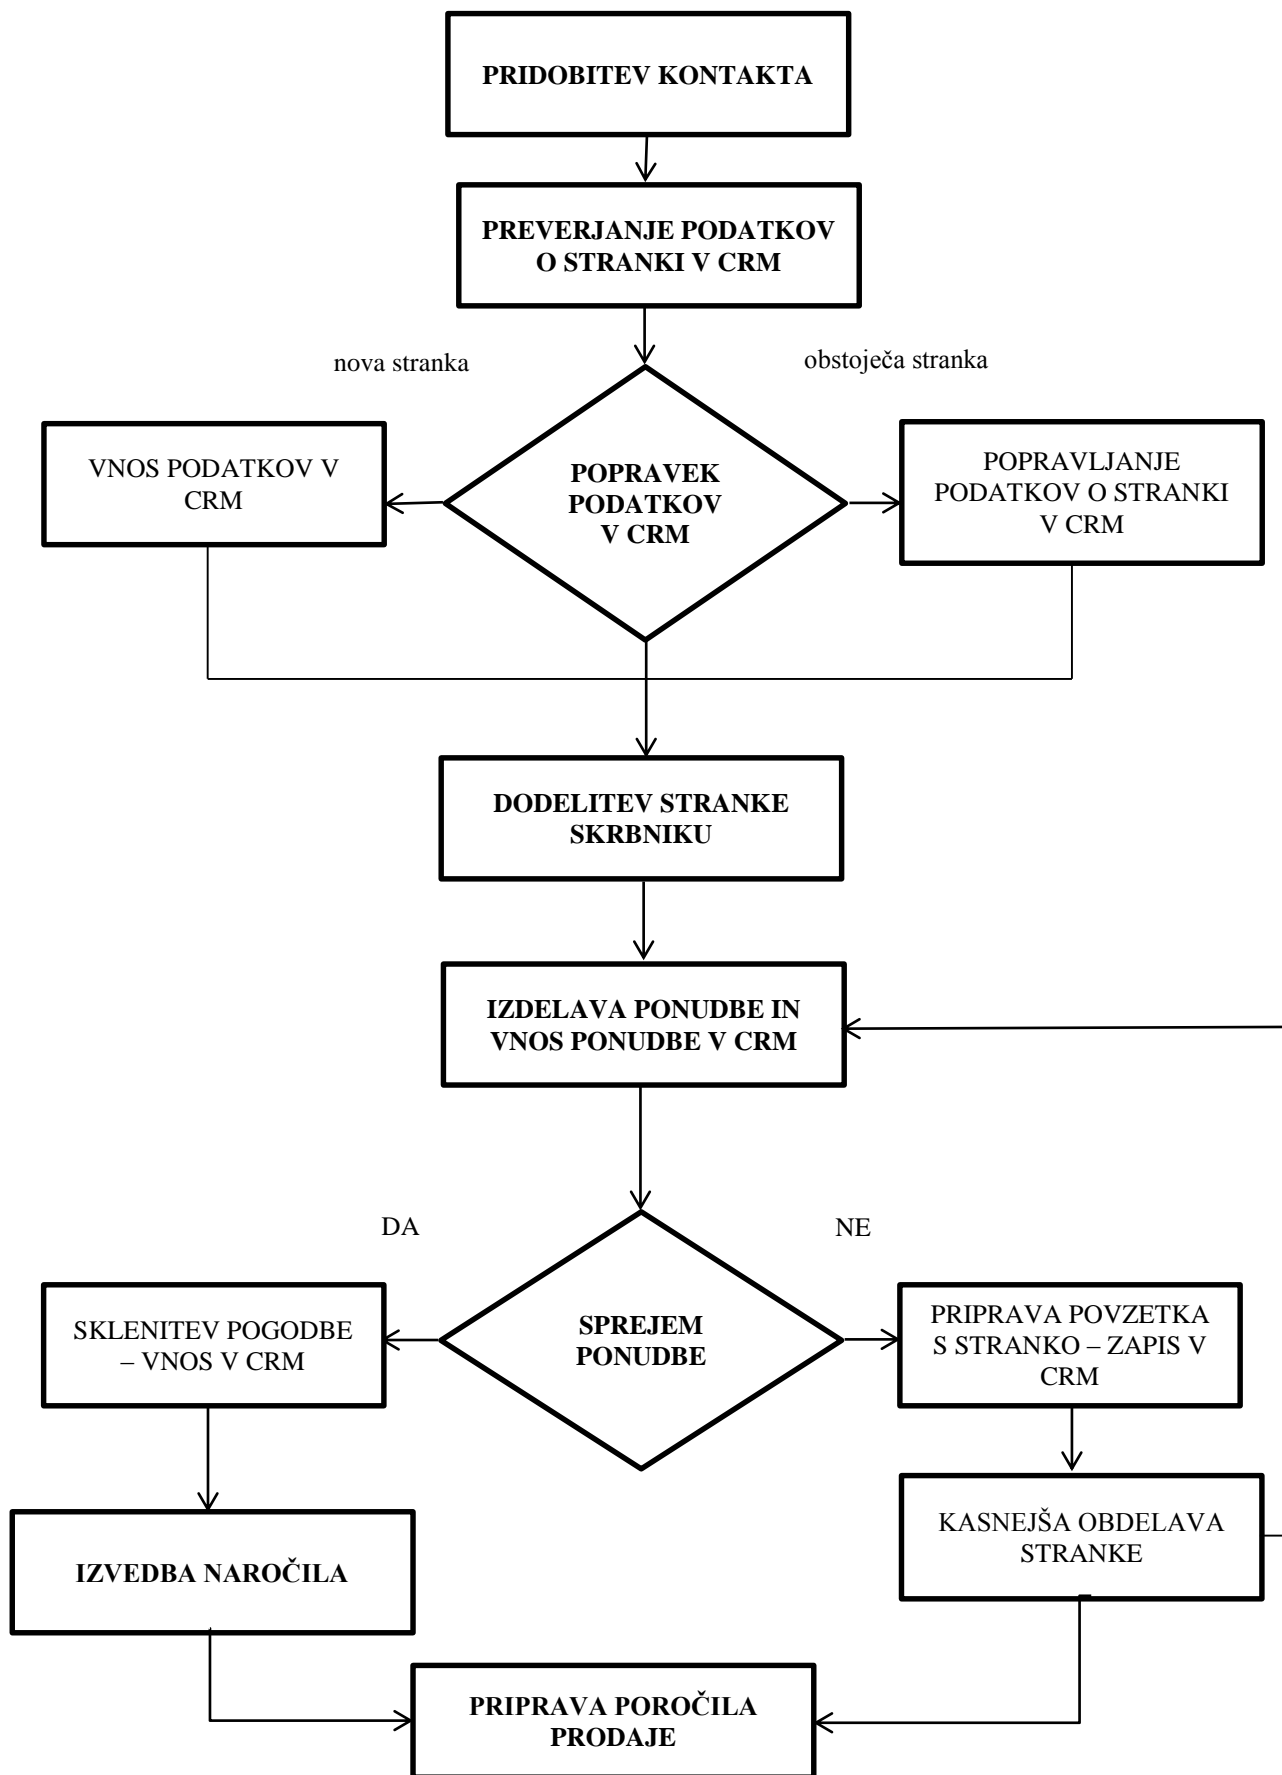 PRIDOBITEV KONTAKTA
PREVERJANJE PODATKOV
O STRANKI V CRM
nova stranka
obstoječa stranka
VNOS PODATKOV V
CRM
POPRAVEK
PODATKOV
V CRM
POPRAVLJANJE
PODATKOV O STRANKI
V CRM
DODELITEV STRANKE
SKRBNIKU
IZDELAVA PONUDBE IN
VNOS PONUDBE V CRM
DA
NE
SKLENITEV POGODBE
– VNOS V CRM
SPREJEM
PONUDBE
PRIPRAVA POVZETKA
S STRANKO – ZAPIS V
CRM
IZVEDBA NAROČILA
KASNEJŠA OBDELAVA
STRANKE
PRIPRAVA POROČILA
PRODAJE